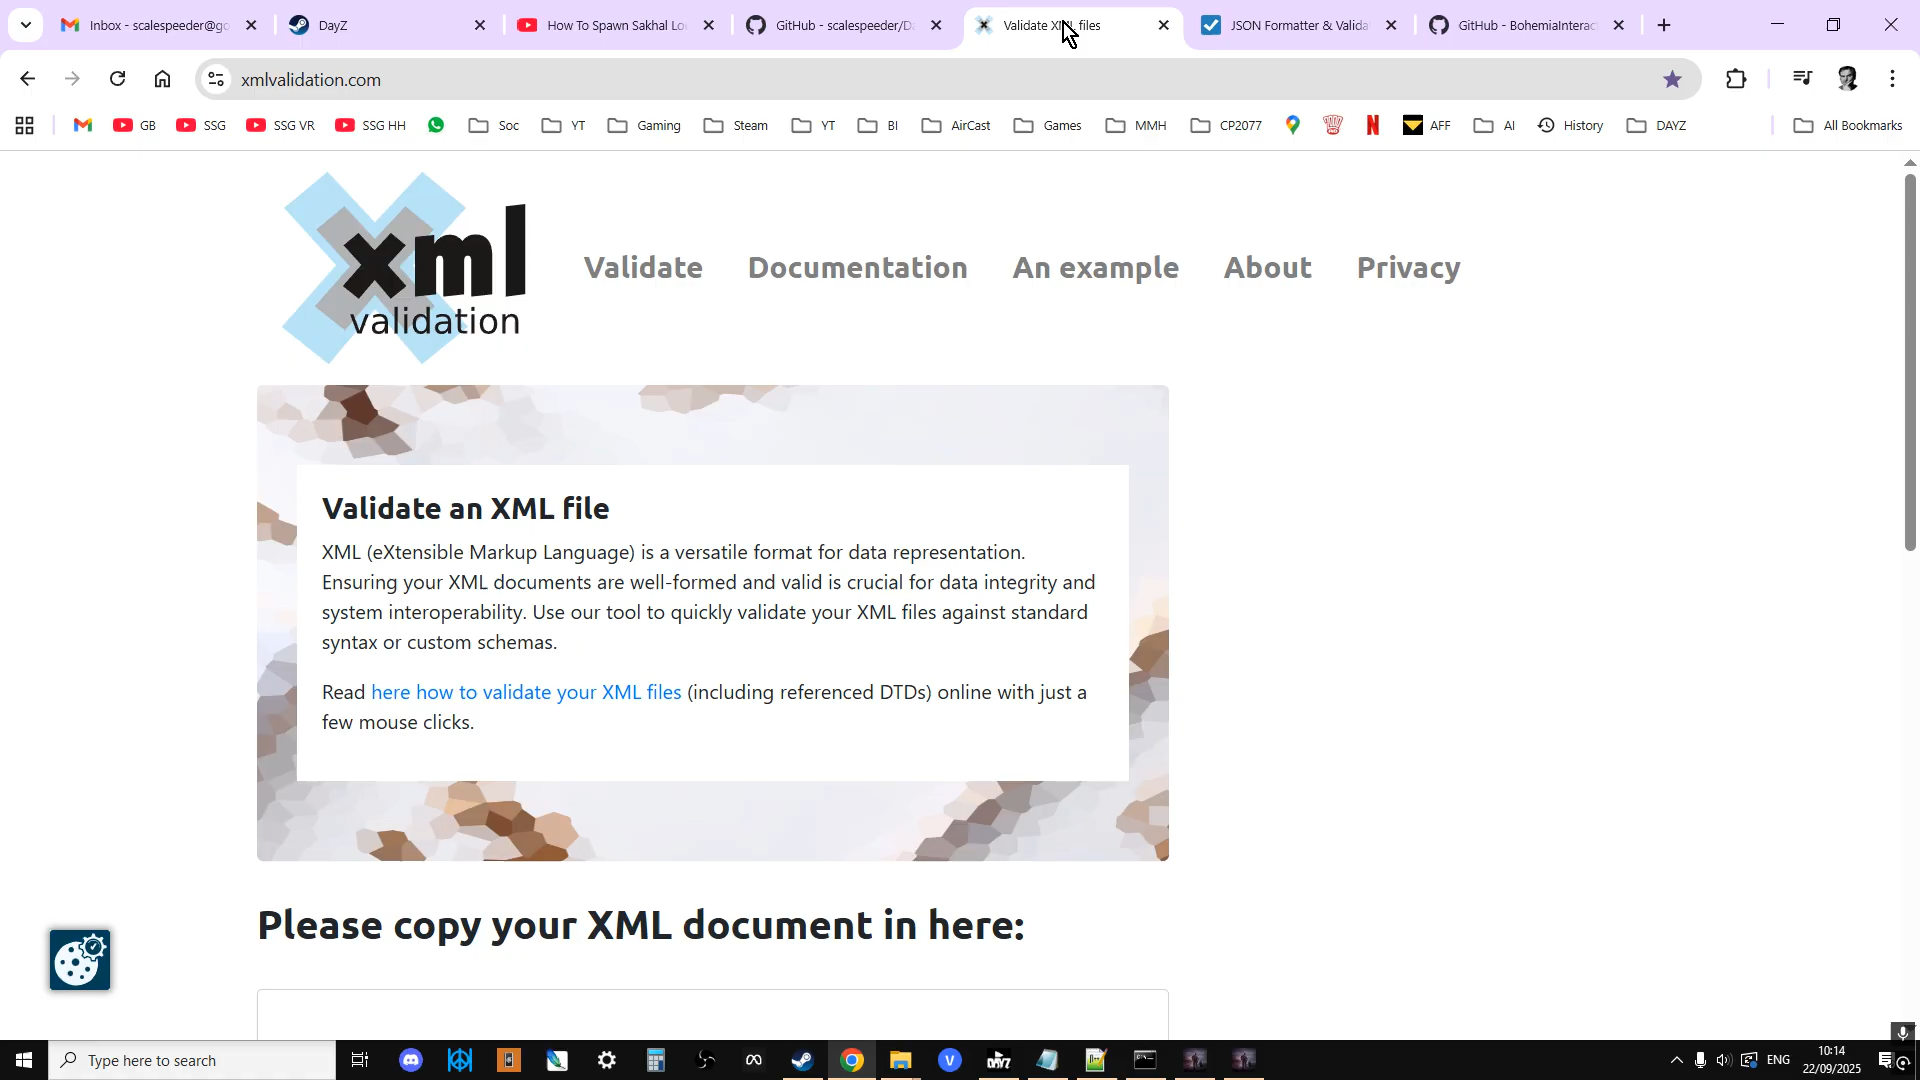 Inbox - scalespeeder@go
DayZ
How To Spawn Sakhal Lo
GitHub - scalespeeder/D
Validate XML files
JSON Formatter & Valida
GitHub - BohemiaInterac
xmlvalidation.com
GB
SSG
SSG VR
SSG HH
Soc
YT
Gaming
Steam
YT
BI
AirCast
Games
MMH
CP2077
AFF
AI
History
DAYZ
All Bookmarks
xml
validation
Validate
Documentation
An example
About
Privacy
Validate an XML file
XML (eXtensible Markup Language) is a versatile format for data representation.
Ensuring your XML documents are well-formed and valid is crucial for data integrity and
system interoperability. Use our tool to quickly validate your XML files against standard
syntax or custom schemas.
Read here how to validate your XML files (including referenced DTDs) online with just a
few mouse clicks.
Please copy your XML document in here:
Type here to search
DAYZ
ENG
10:14
22/09/2025